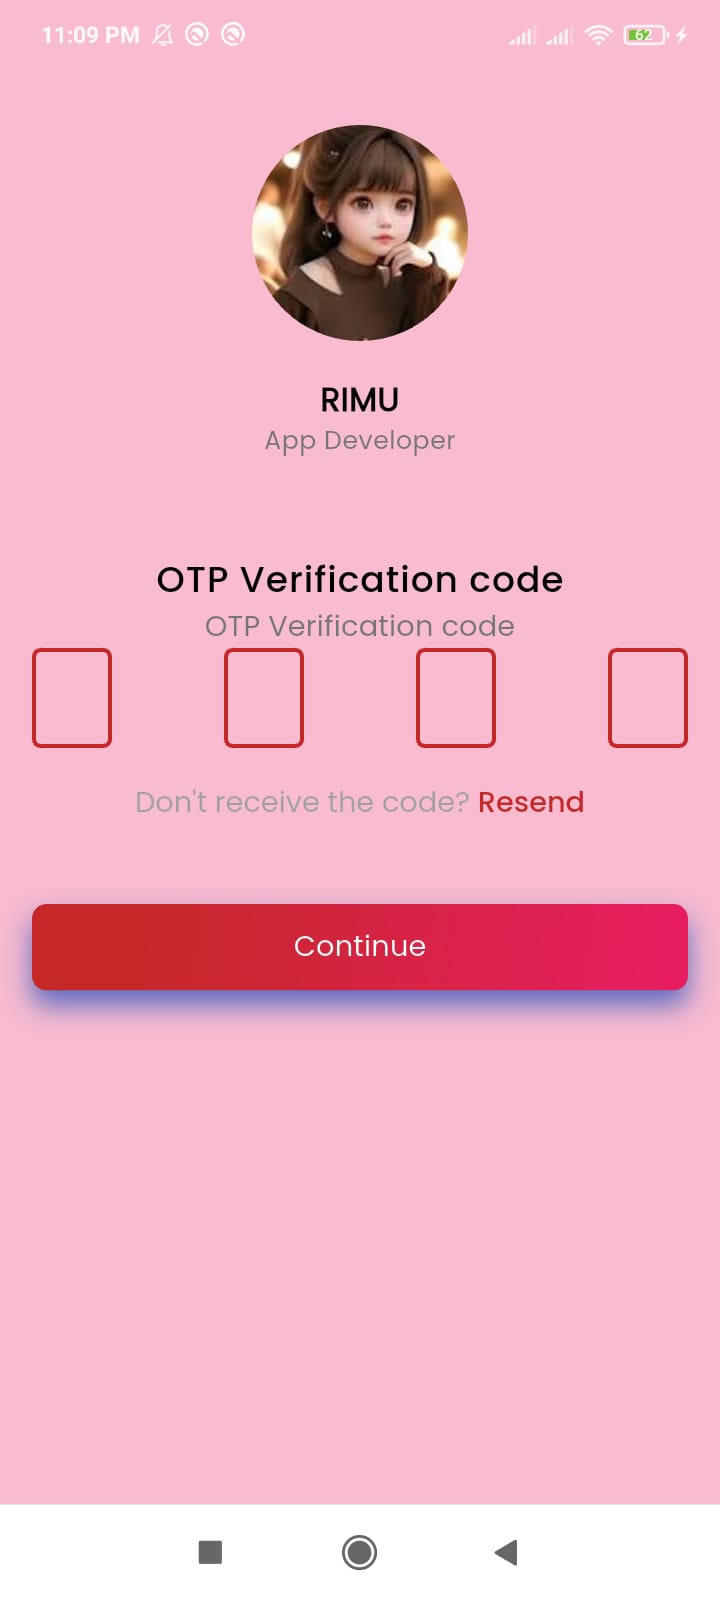 11:09 PM 62
RIMU
App Developer
OTP Verification code
OTP Verification code
Don't receive the code? Resend
Continue